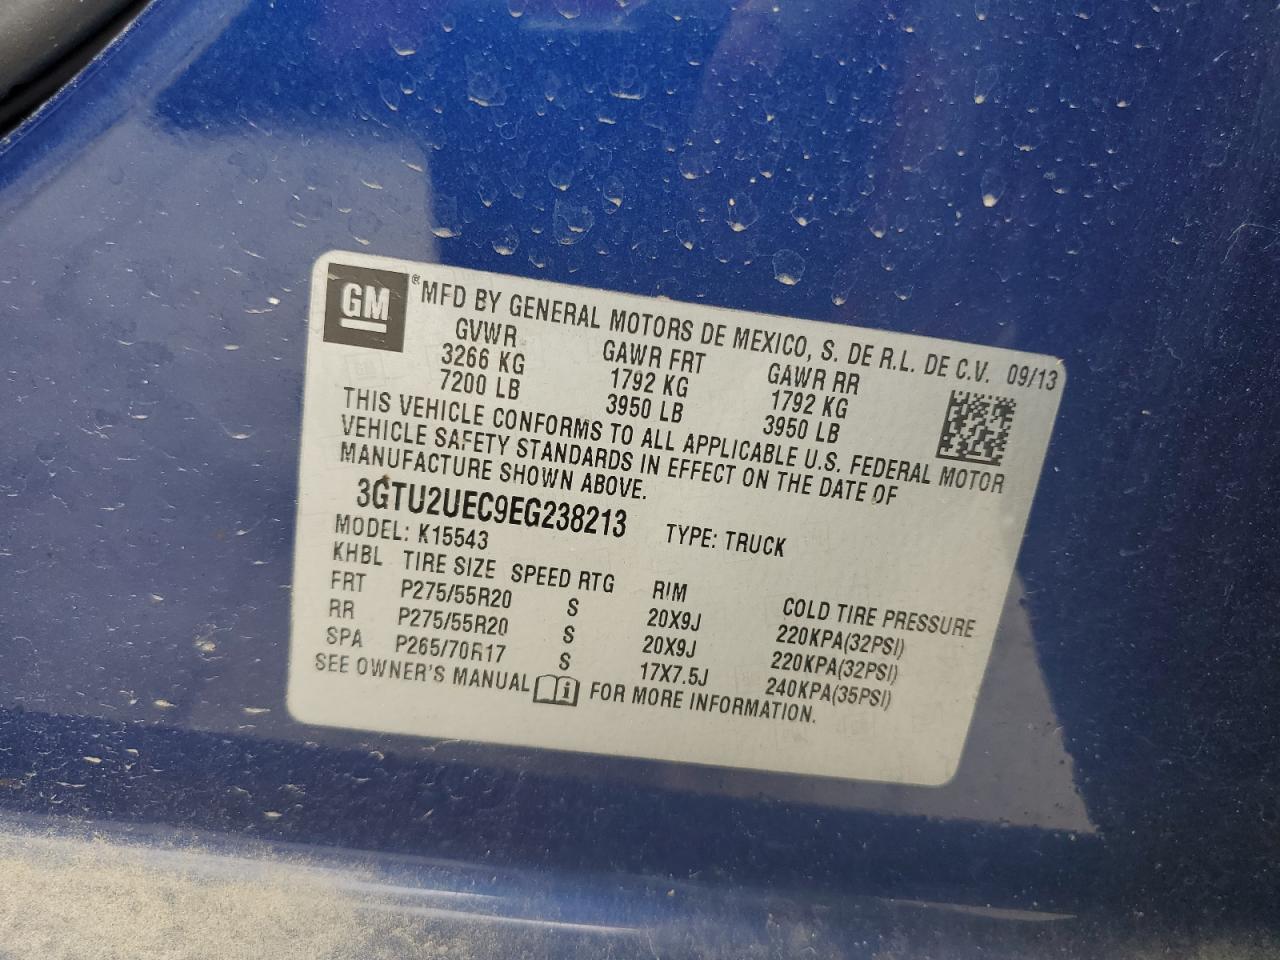 GM
® MFD BY GENERAL MOTORS DE MEXICO, S. DE R.L. DE C.V. 09/13
GVWR GAWR FRT GAWR RR
3266 KG 1792 KG 1792 KG
7200 LB 3950 LB 3950 LB
THIS VEHICLE CONFORMS TO ALL APPLICABLE U.S. FEDERAL MOTOR
VEHICLE SAFETY STANDARDS IN EFFECT ON THE DATE OF
MANUFACTURE SHOWN ABOVE.
3GTU2UEC9EG238213 TYPE: TRUCK
MODEL: K15543
KHBL TIRE SIZE SPEED RTG RIM COLD TIRE PRESSURE
FRT P275/55R20 S 20X9J 220KPA(32PSI)
RR P275/55R20 S 20X9J 220KPA(32PSI)
SPA P265/70R17 S 17X7.5J 240KPA(35PSI)
SEE OWNER'S MANUAL i FOR MORE INFORMATION.